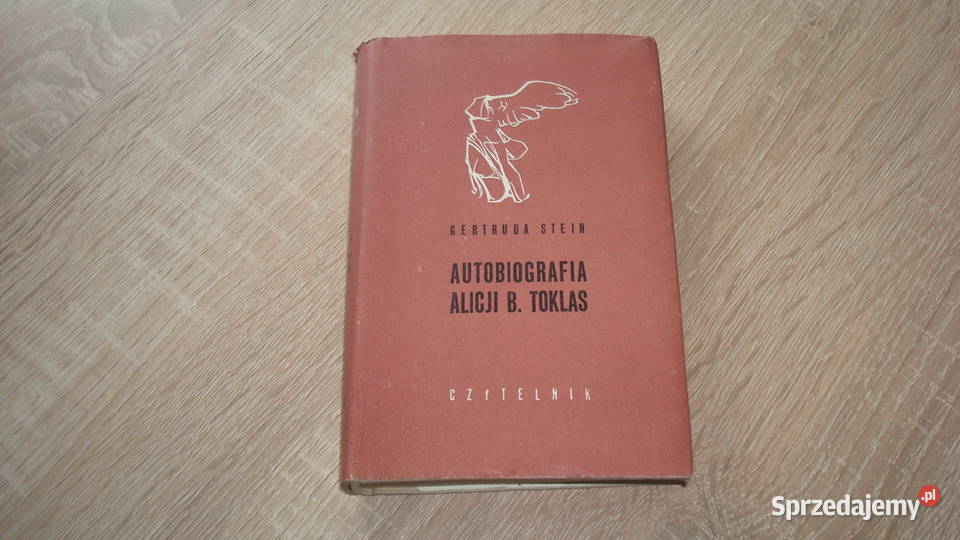 GERTRUDA STEIN
AUTOBIOGRAFIA
ALICJI B. TOKLAS
CZYTELNIK
Sprzedajemy.pl